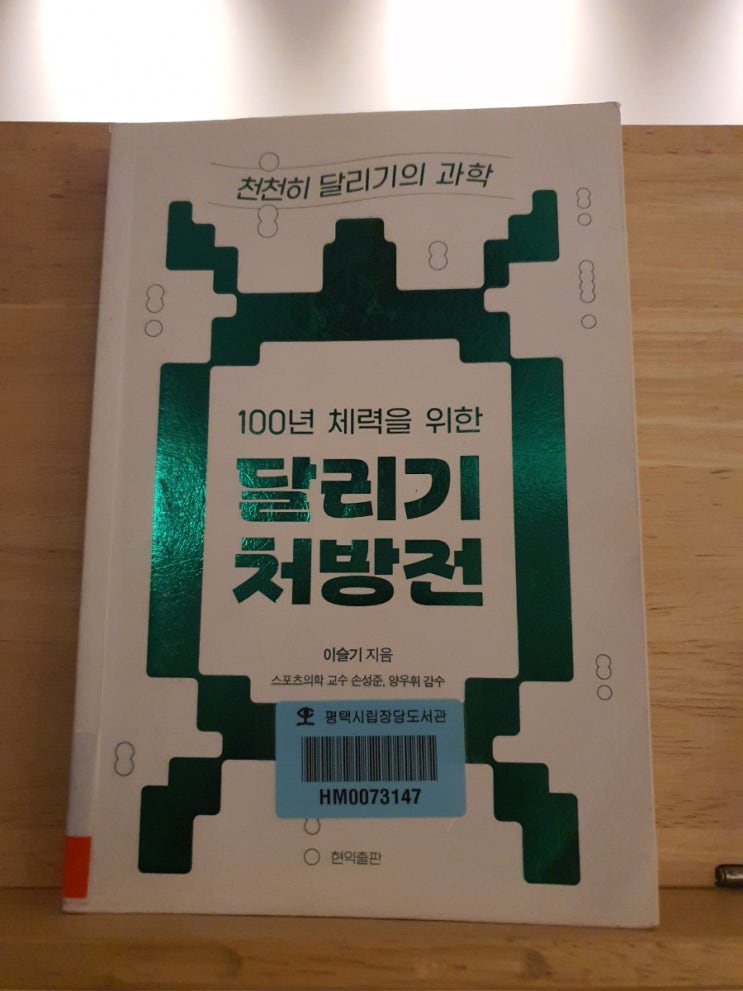 천천히 달리기의 과학
100년 체력을 위한
달리기
처방전
이슬기 지음
스포츠의학 교수 손성준, 양우휘 감수
평택시립장당도서관
HM0073147
현익출판